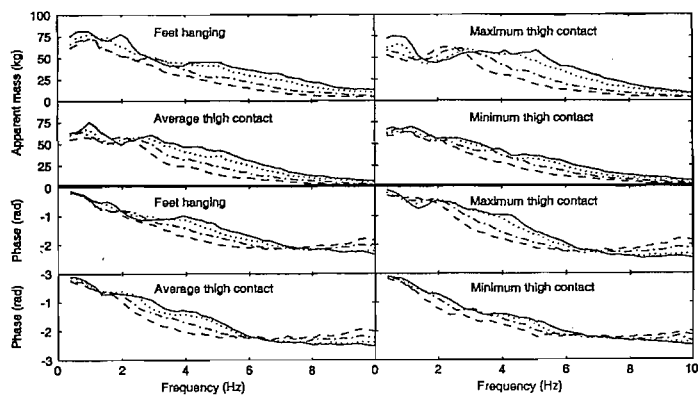 100
Feet hanging
Maximum thigh contact
75
50
25
0
Apparent mass (kg)
Average thigh contact
Minimum thigh contact
75
50
25
0
Feet hanging
Maximum thigh contact
-1
-2
-3
Phase (rad)
Average thigh contact
Minimum thigh contact
-1
-2
-3
Phase (rad)
0 2 4 6 8 0 2 4 6 8 10
Frequency (Hz)
Frequency (Hz)